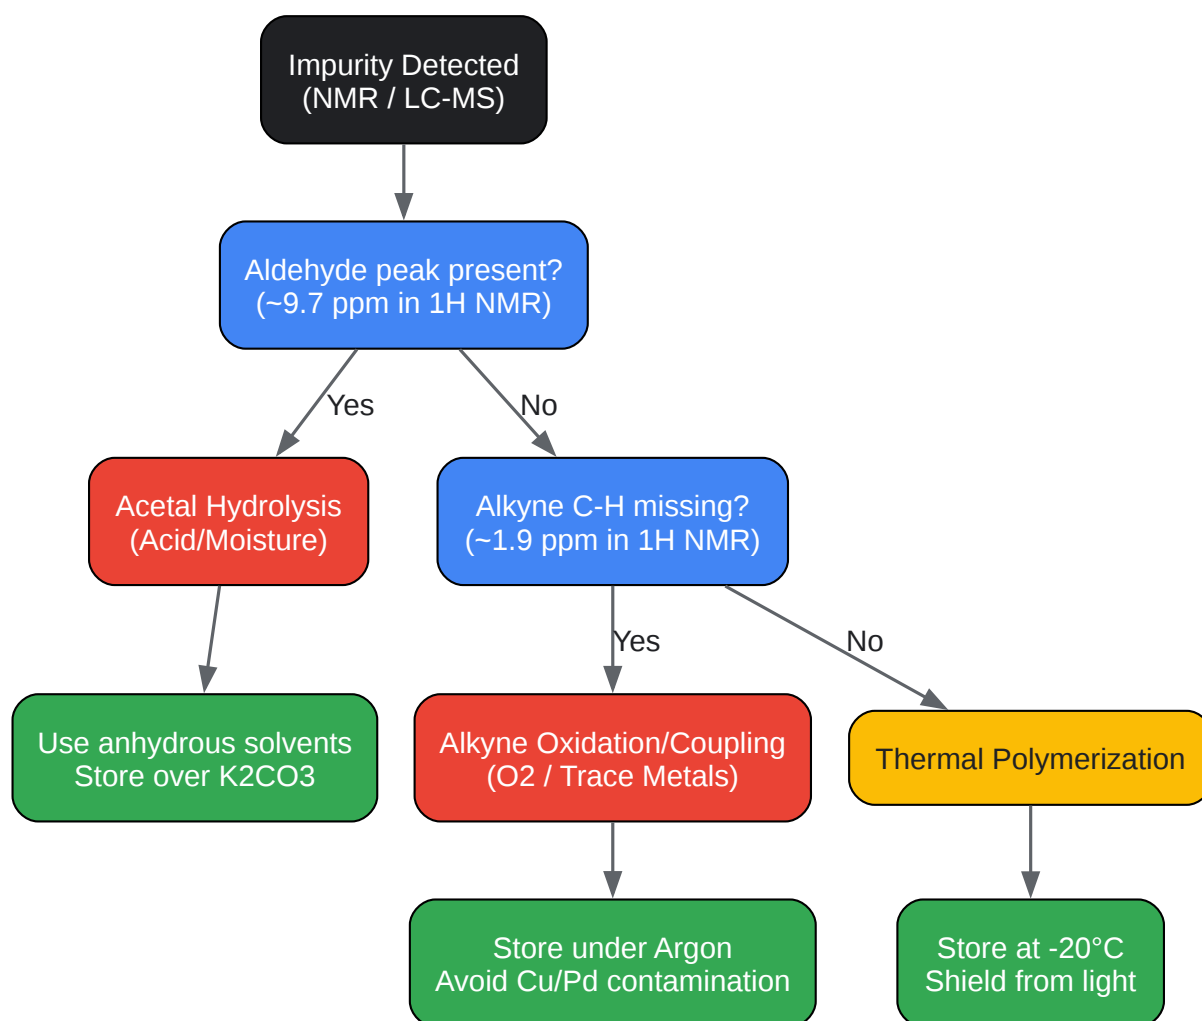 Impurity Detected
(NMR / LC-MS)
Aldehyde peak present?
(~9.7 ppm in 1H NMR)
Yes
No
Acetal Hydrolysis
(Acid/Moisture)
Alkyne C-H missing?
(~1.9 ppm in 1H NMR)
Yes
No
Use anhydrous solvents
Store over K2CO3
Alkyne Oxidation/Coupling
(O2 / Trace Metals)
Thermal Polymerization
Store under Argon
Avoid Cu/Pd contamination
Store at -20°C
Shield from light